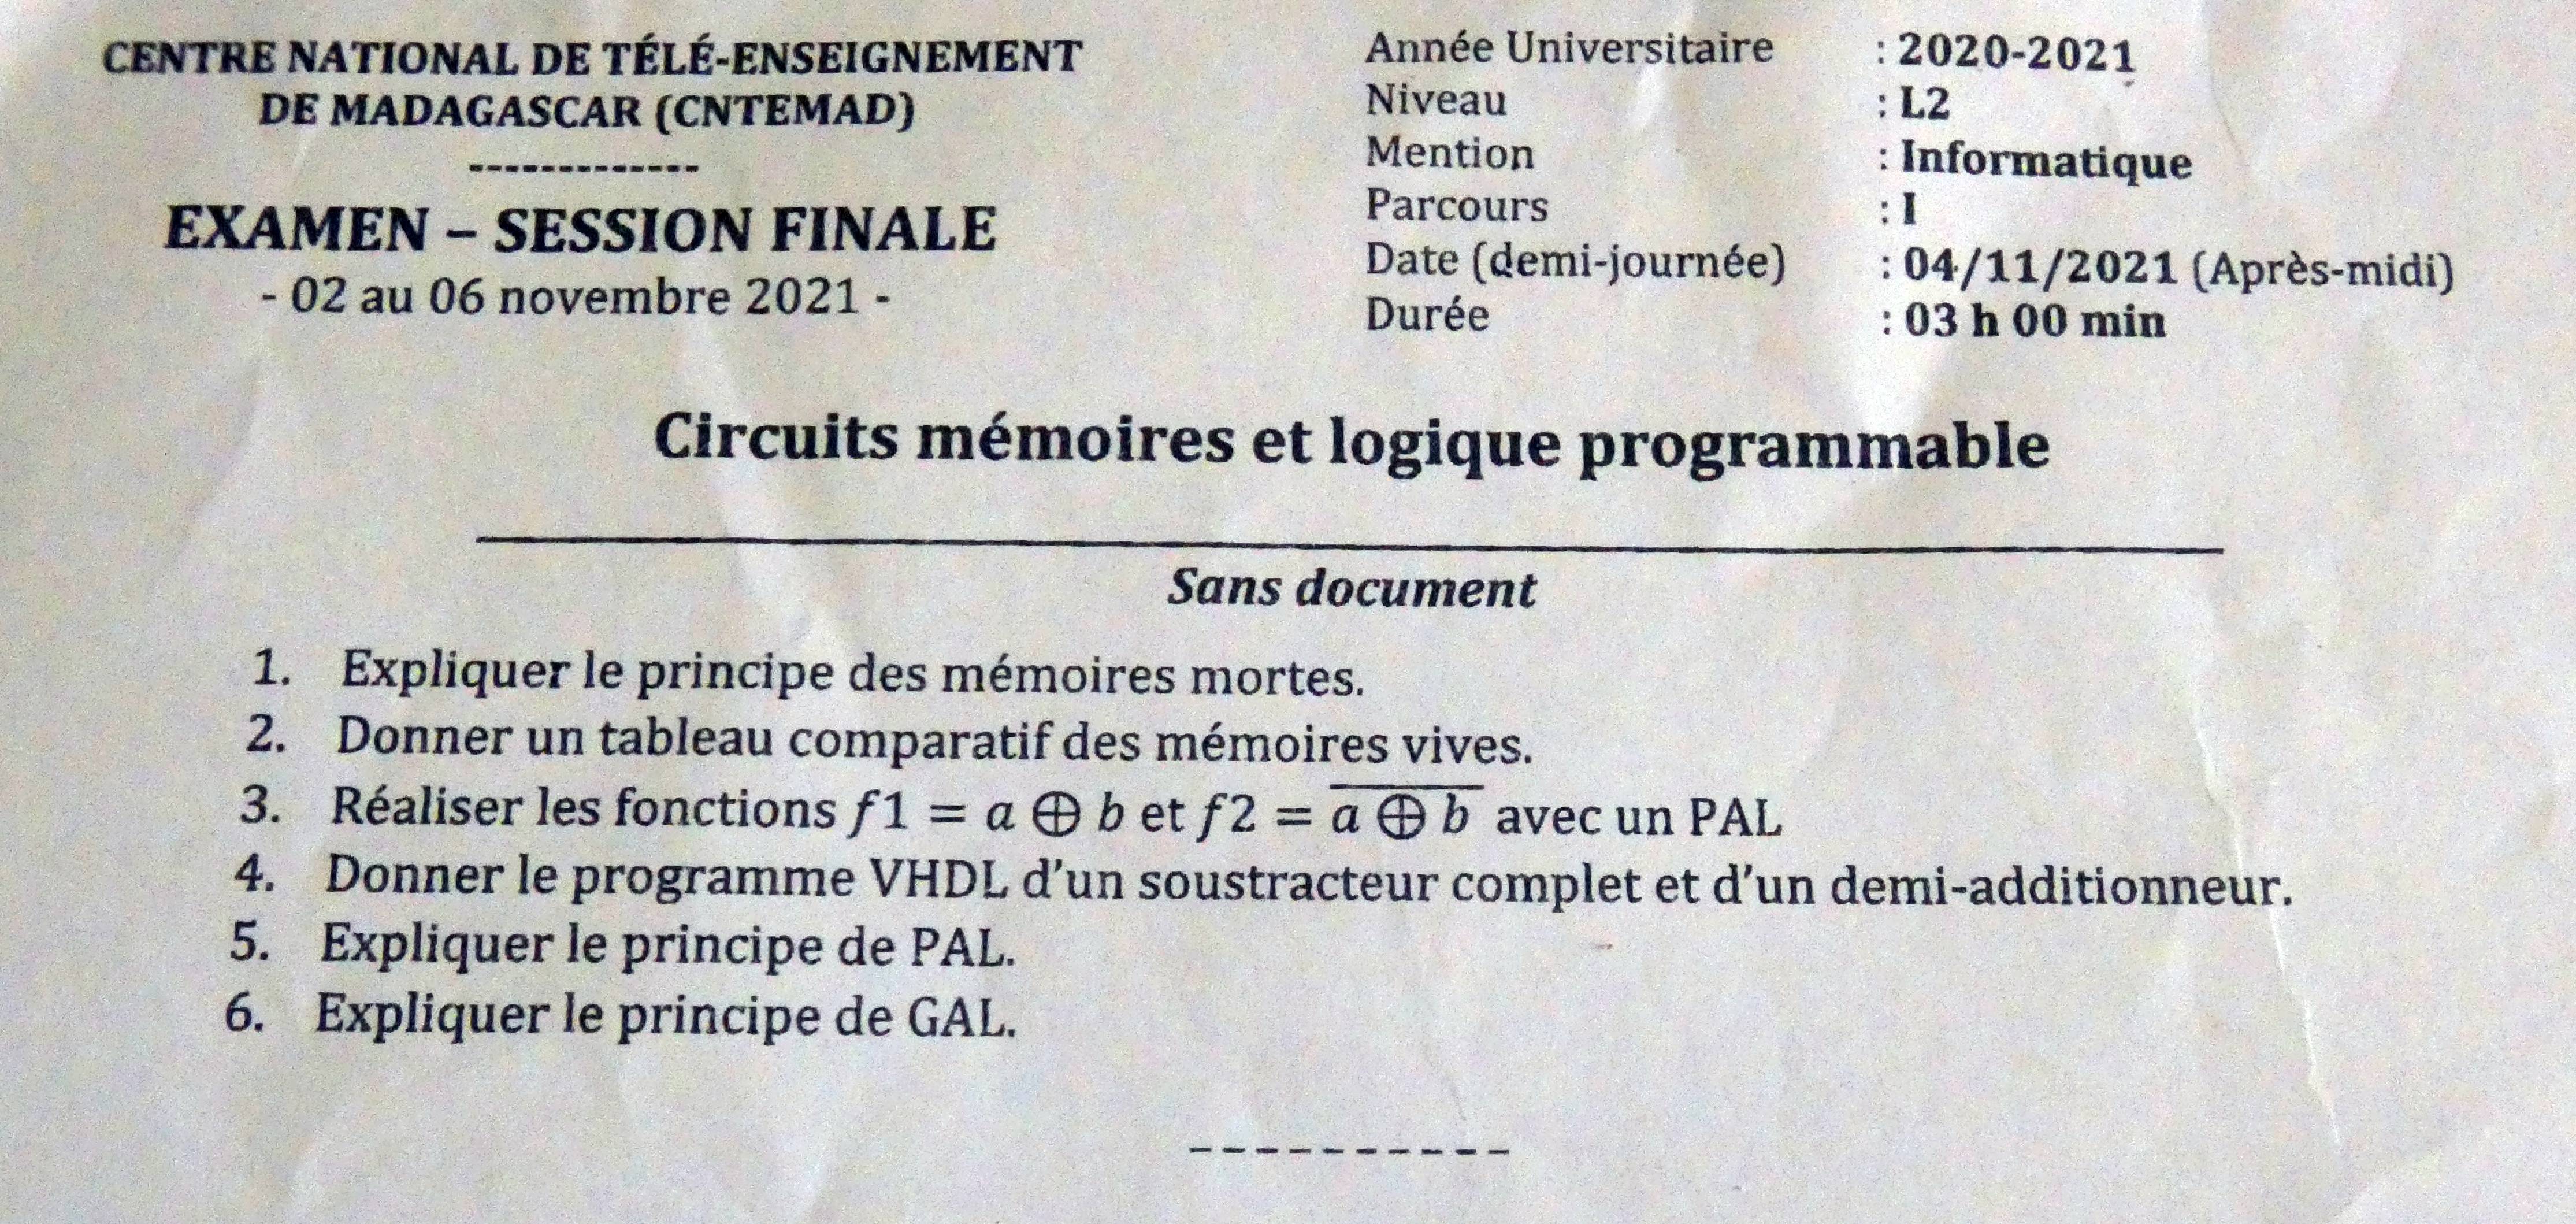 CENTRE NATIONAL DE TÉLÉ-ENSEIGNEMENT
DE MADAGASCAR (CNTEMAD)
-------------
EXAMEN – SESSION FINALE
- 02 au 06 novembre 2021 -
Année Universitaire : 2020-2021
Niveau : L2
Mention : Informatique
Parcours : I
Date (demi-journée) : 04/11/2021 (Après-midi)
Durée : 03 h 00 min
Circuits mémoires et logique programmable
Sans document
1. Expliquer le principe des mémoires mortes.
2. Donner un tableau comparatif des mémoires vives.
3. Réaliser les fonctions f1 = a ⊕ b et f2 = \overline{a ⊕ b} avec un PAL
4. Donner le programme VHDL d'un soustracteur complet et d'un demi-additionneur.
5. Expliquer le principe de PAL.
6. Expliquer le principe de GAL.
----------